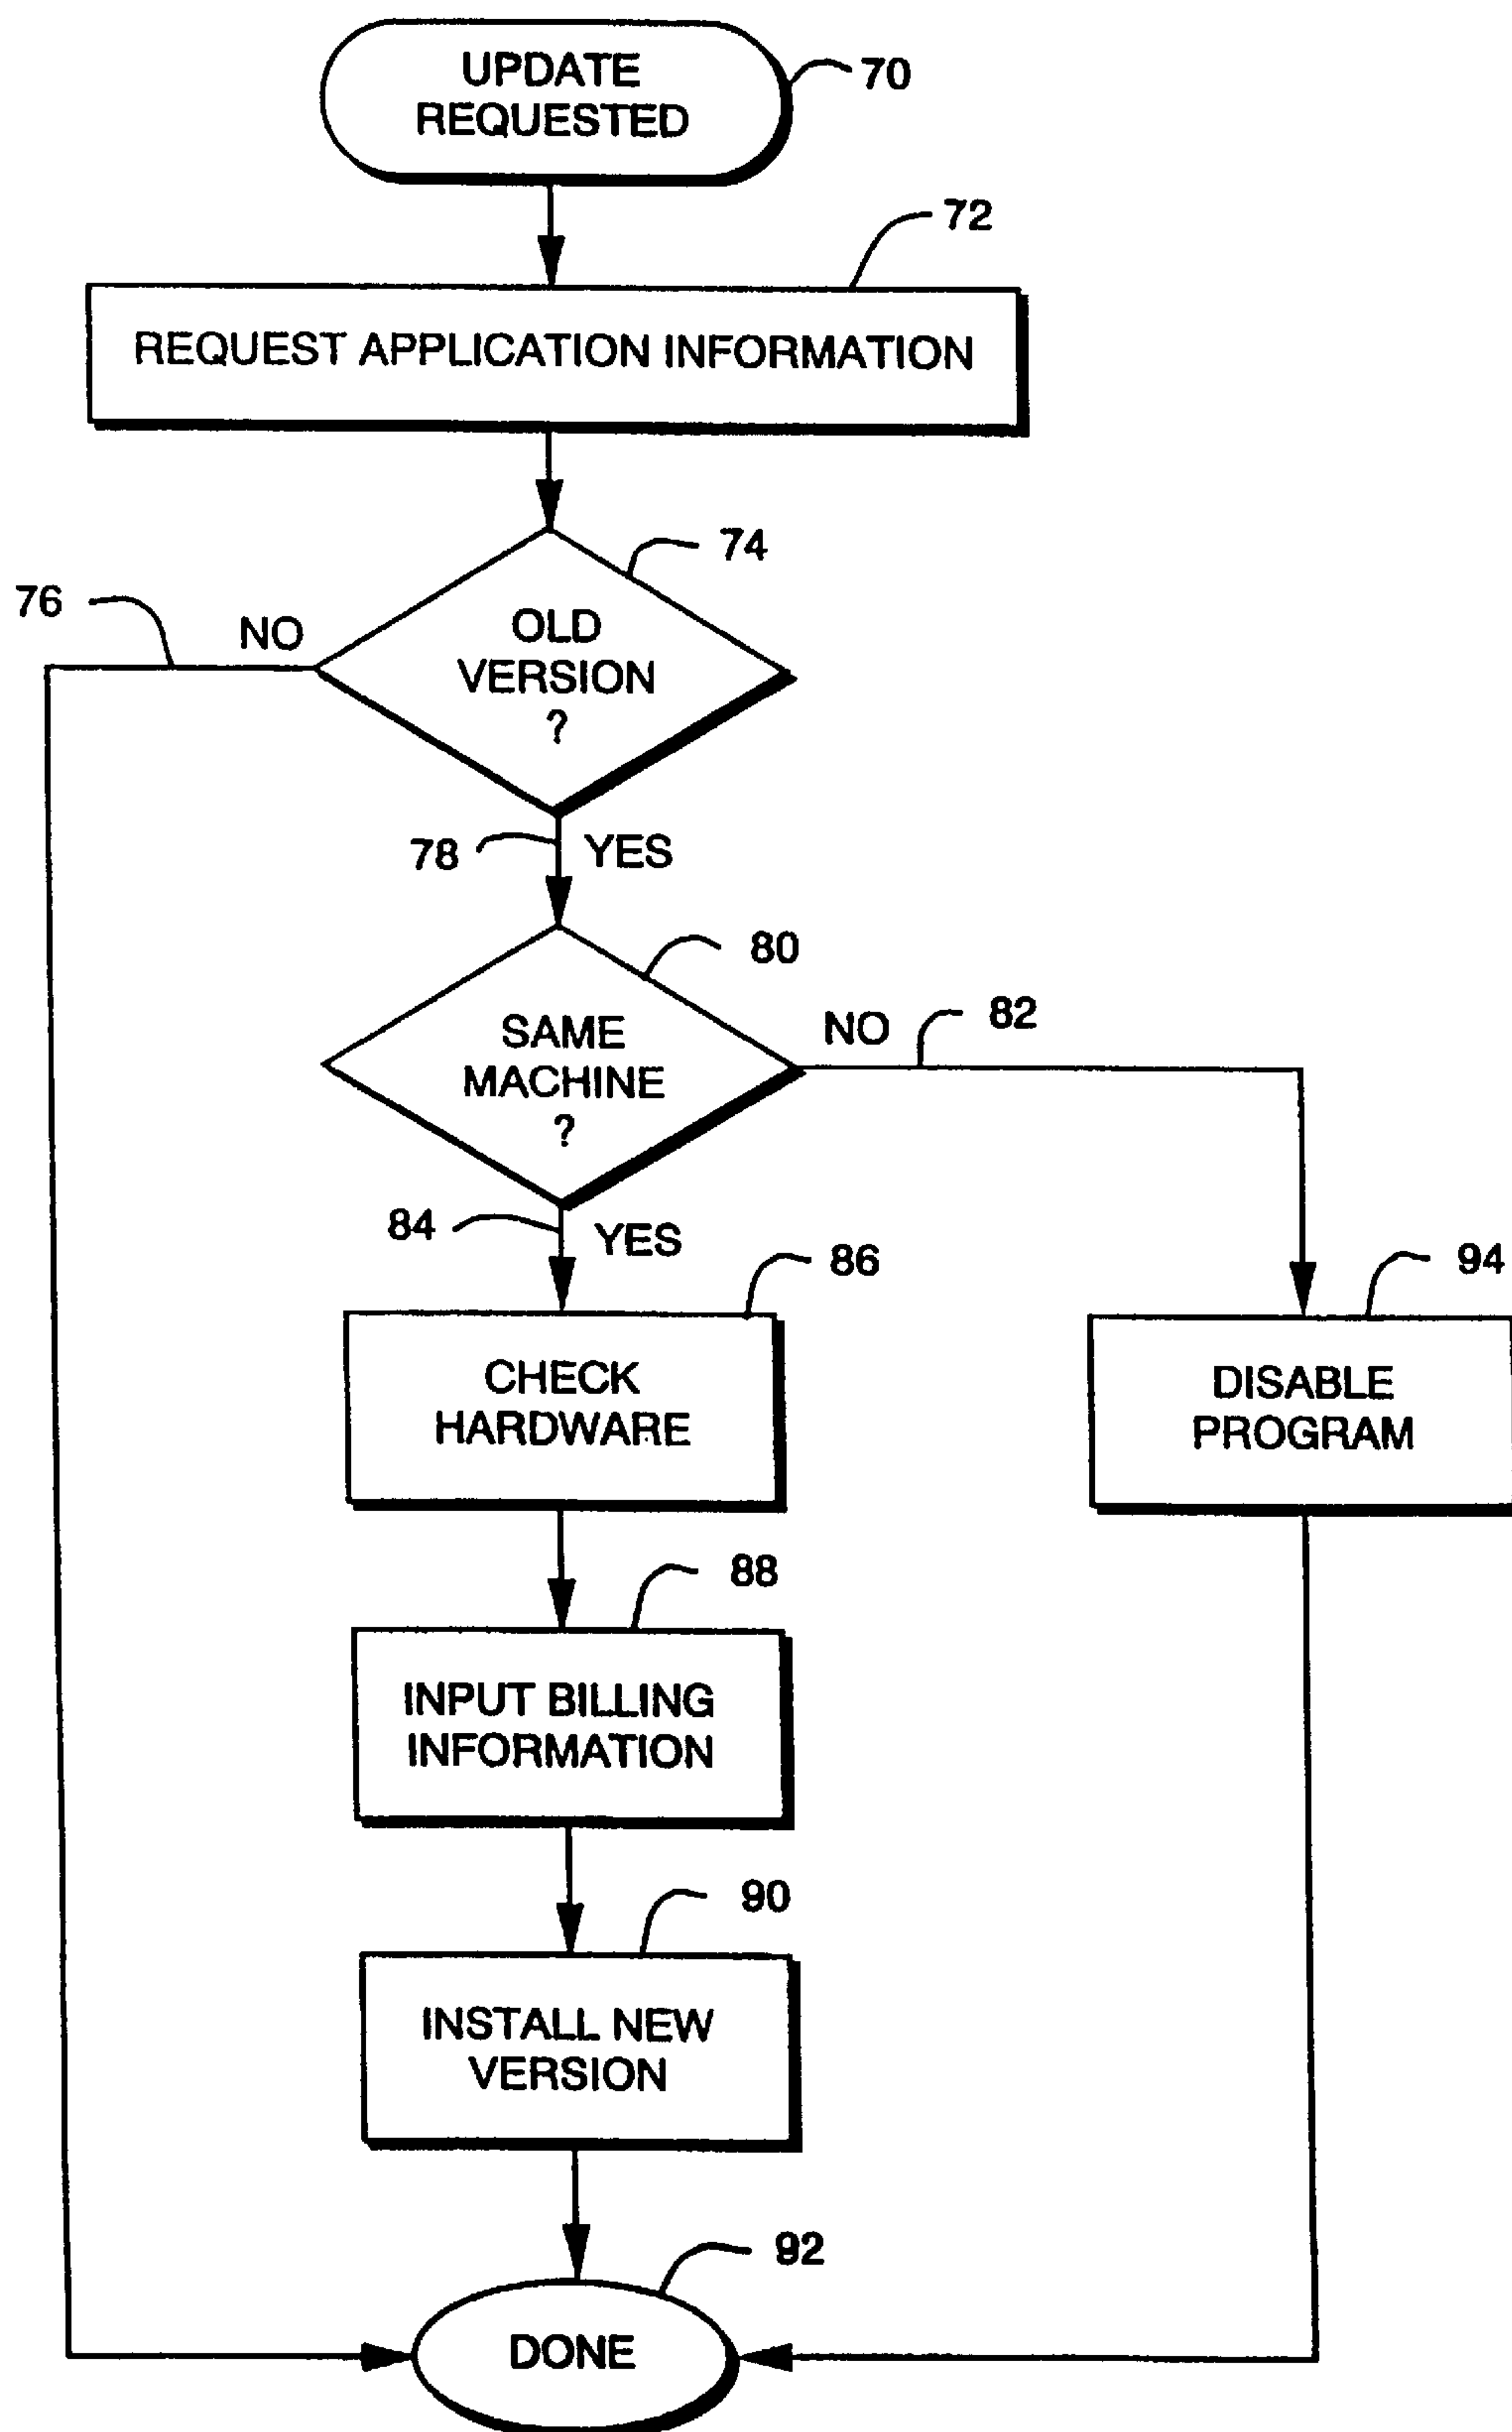 UPDATE
REQUESTED
70
72
REQUEST APPLICATION INFORMATION
74
76
NO
OLD
VERSION
?
78
YES
80
SAME
MACHINE
?
NO
82
84
YES
86
94
CHECK
HARDWARE
DISABLE
PROGRAM
88
INPUT BILLING
INFORMATION
90
INSTALL NEW
VERSION
92
DONE